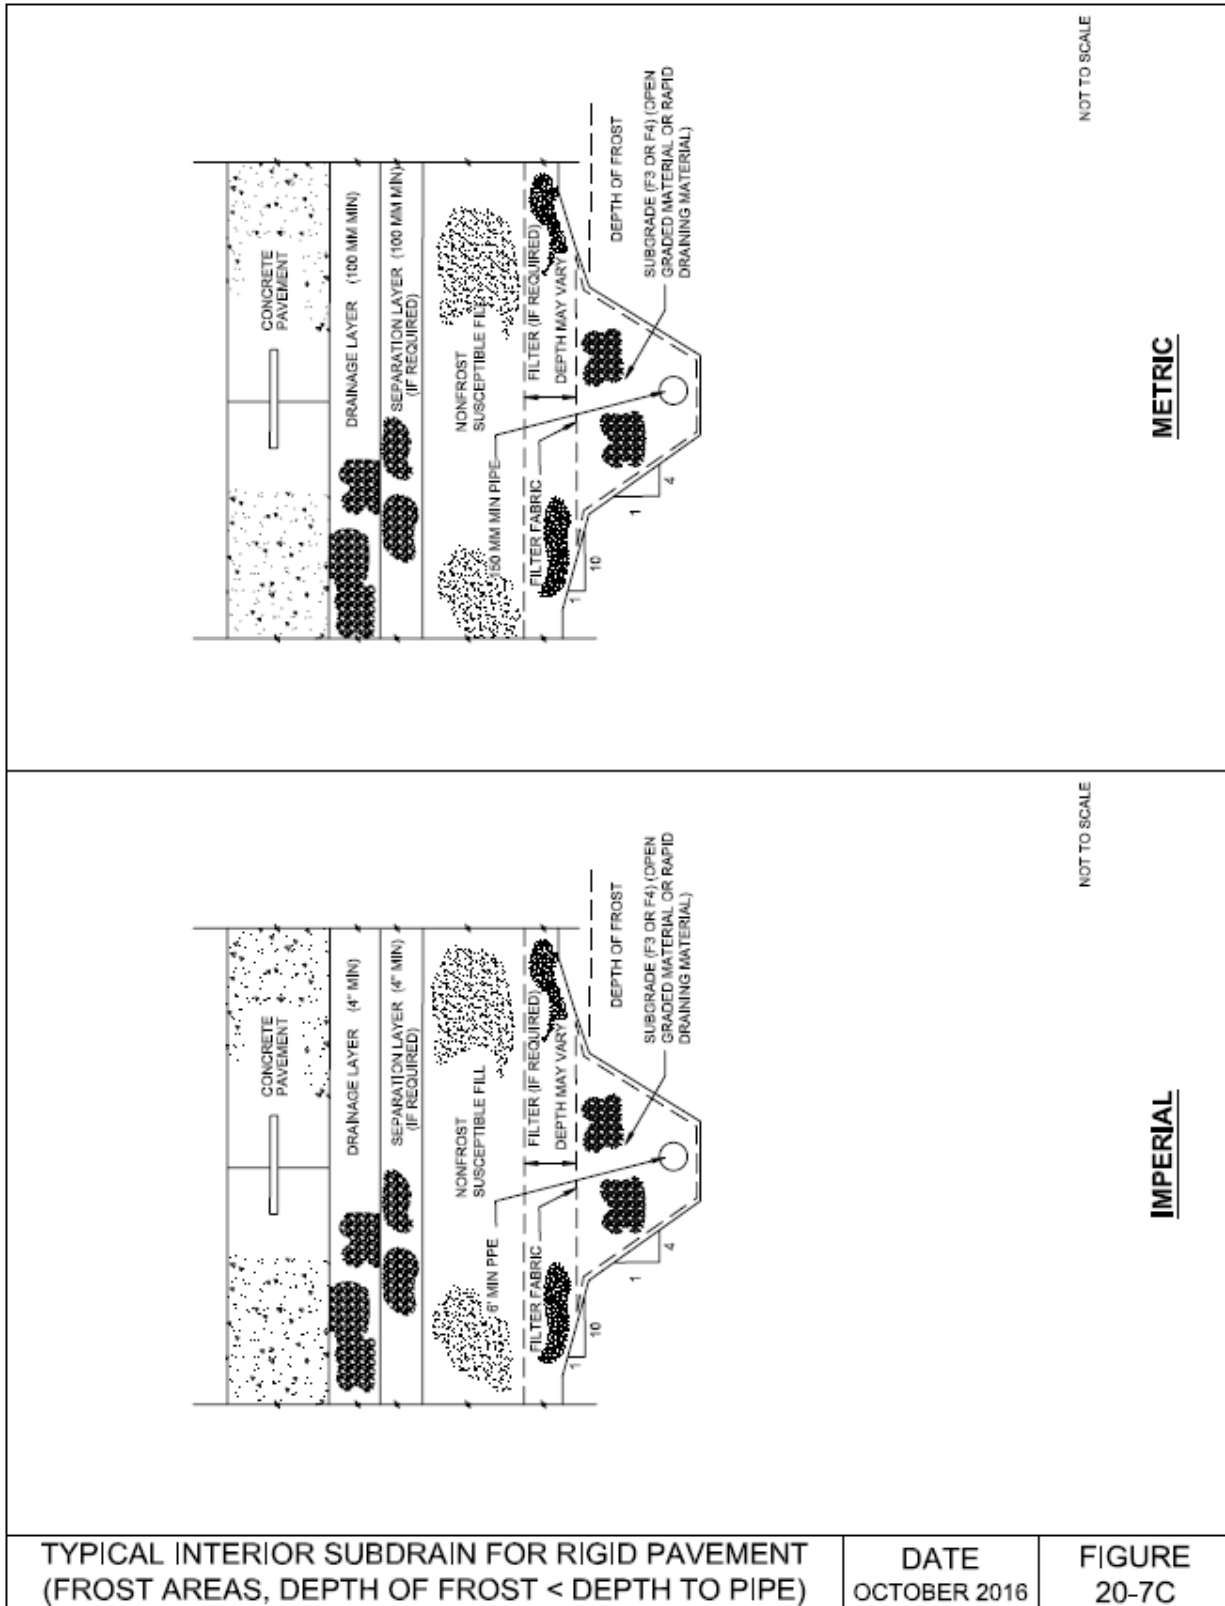 CONCRETE
PAVEMENT
DRAINAGE LAYER (100 MM MIN)
SEPARATION LAYER (100 MM MIN)
(IF REQUIRED)
NONFROST
SUSCEPTIBLE FILL
150 MM MIN PIPE
FILTER (IF REQUIRED)
DEPTH MAY VARY
FILTER FABRIC
DEPTH OF FROST
SUBGRADE (F3 OR F4) (OPEN
GRADED MATERIAL OR RAPID
DRAINING MATERIAL)
1
10
1
4
NOT TO SCALE
METRIC
CONCRETE
PAVEMENT
DRAINAGE LAYER (4" MIN)
SEPARATION LAYER (4" MIN)
(IF REQUIRED)
NONFROST
SUSCEPTIBLE FILL
6" MIN PPE
FILTER (IF REQUIRED)
DEPTH MAY VARY
FILTER FABRIC
DEPTH OF FROST
SUBGRADE (F3 OR F4) (OPEN
GRADED MATERIAL OR RAPID
DRAINING MATERIAL)
1
10
1
4
NOT TO SCALE
IMPERIAL
TYPICAL INTERIOR SUBDRAIN FOR RIGID PAVEMENT
(FROST AREAS, DEPTH OF FROST < DEPTH TO PIPE)
DATE
OCTOBER 2016
FIGURE
20-7C